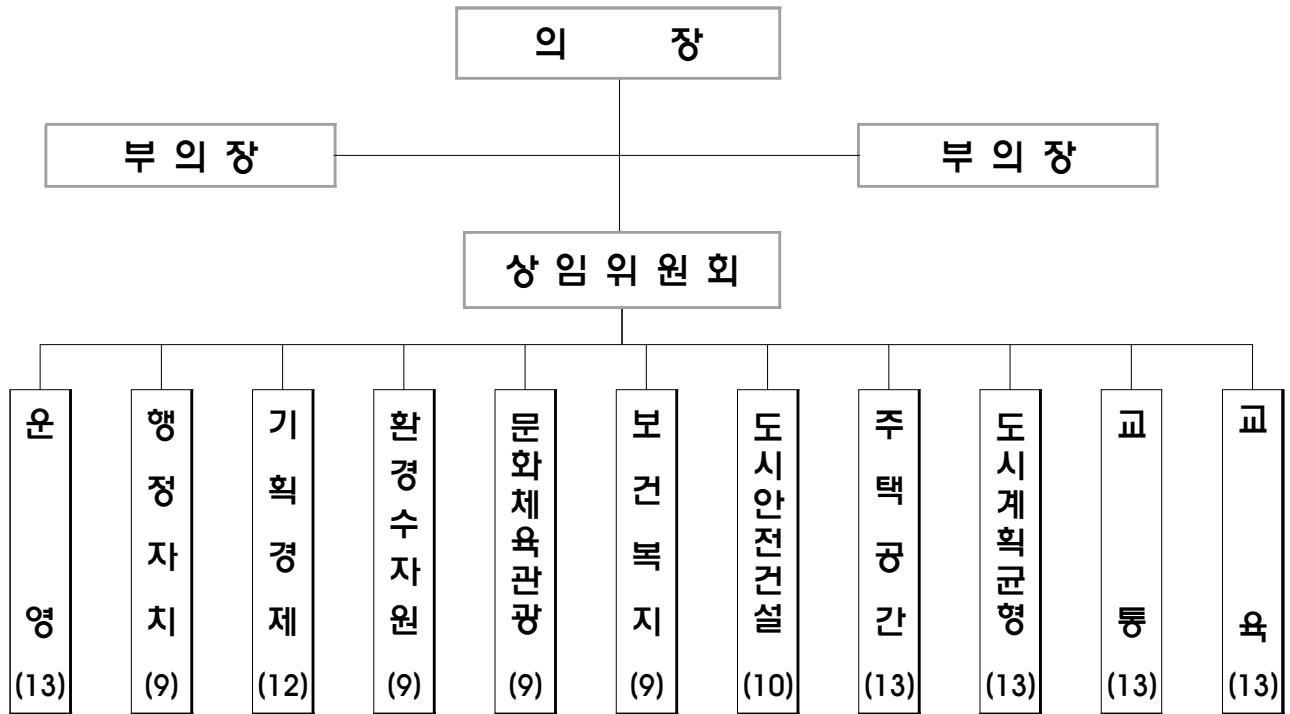 의 장
부 의 장
부 의 장
상 임 위 원 회
운영
(13)
행정자치
(9)
기획경제
(12)
환경수자원
(9)
문화체육관광
(9)
보건복지
(9)
도시안전건설
(10)
주택공간
(13)
도시계획균형
(13)
교통
(13)
교육
(13)